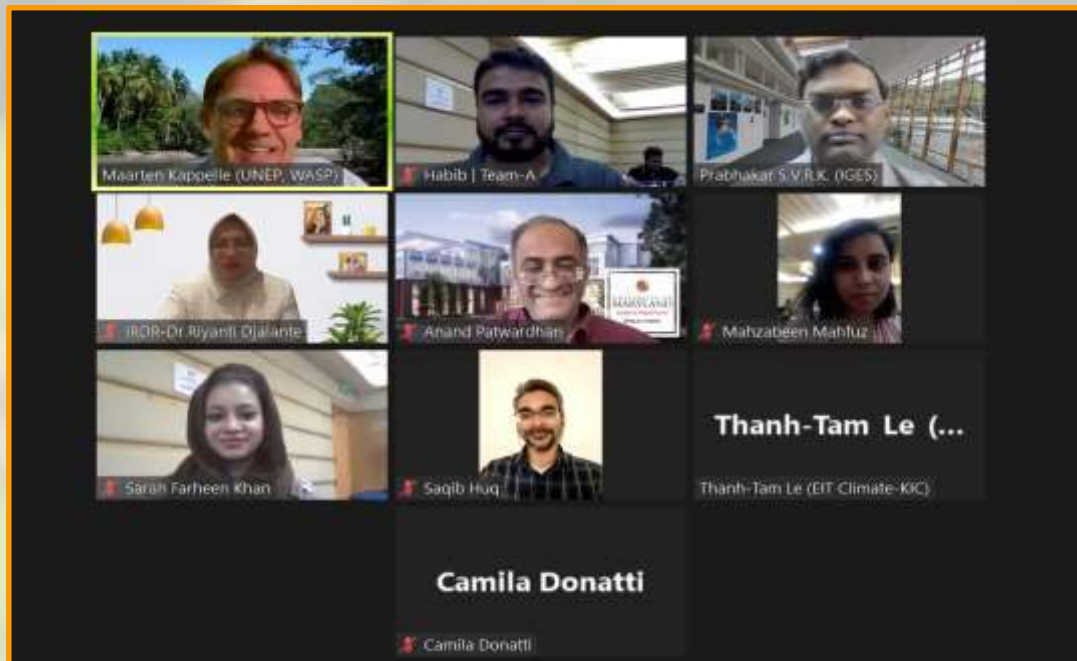 Maarten Kappelle (UNEP, WASP)
Habib | Team-A
Prabhakar S.V.R.K. (IGES)
IRDR-Dr.Riyanti Djalante
Anand Patwardhan
MARYLAND
Mahzabeen Mahfuz
Sarah Farheen Khan
Saqib Huq
Thanh-Tam Le (...
Thanh-Tam Le (EIT Climate-KIC)
Camila Donatti
Camila Donatti